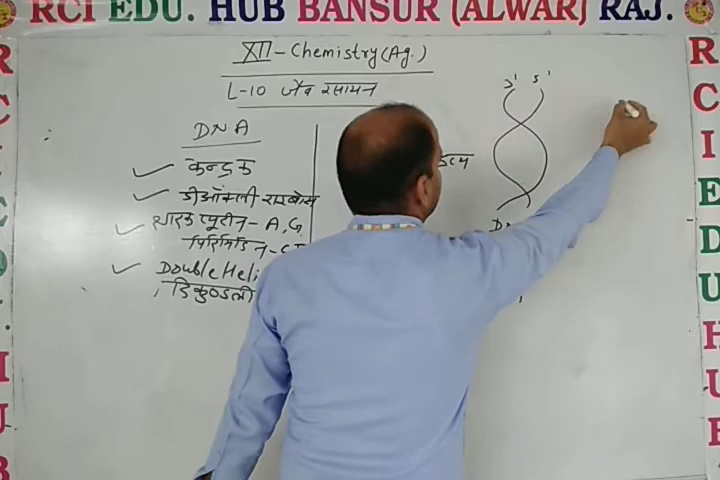 RCI EDU. HUB BANSUR (ALWAR) RAJ.
XII - Chemistry (Ag.)
L-10 जैव रसायन
DNA
केन्द्रक
डीऑक्सी राइबोस
क्षारक प्यूरीन - A, G
पिरिमिडिन - C T
Double Heli
द्विकुण्डली
3' 5'
D
R
C
I
E
D
U
H
U
B